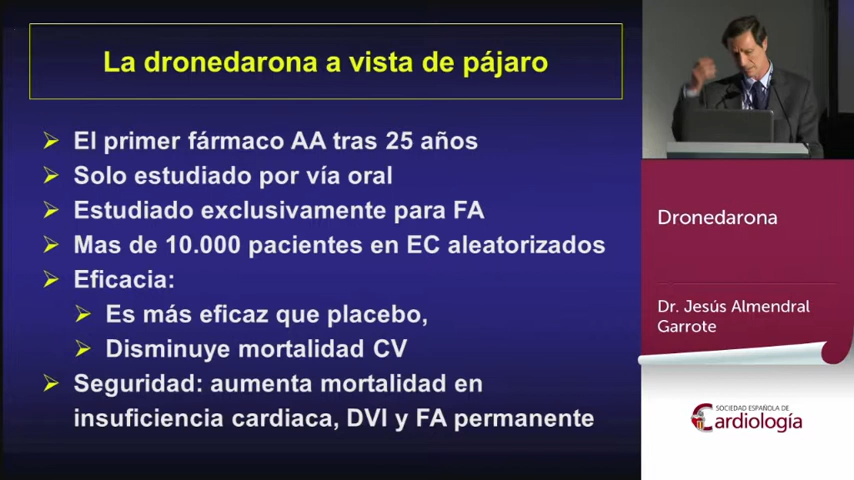 La dronedarona a vista de pájaro
El primer fármaco AA tras 25 años
Solo estudiado por vía oral
Estudiado exclusivamente para FA
Mas de 10.000 pacientes en EC aleatorizados
Eficacia:
Es más eficaz que placebo,
Disminuye mortalidad CV
Seguridad: aumenta mortalidad en
insuficiencia cardiaca, DVI y FA permanente
Dronedarona
Dr. Jesús Almendral
Garrote
SOCIEDAD ESPAÑOLA DE
Cardiología